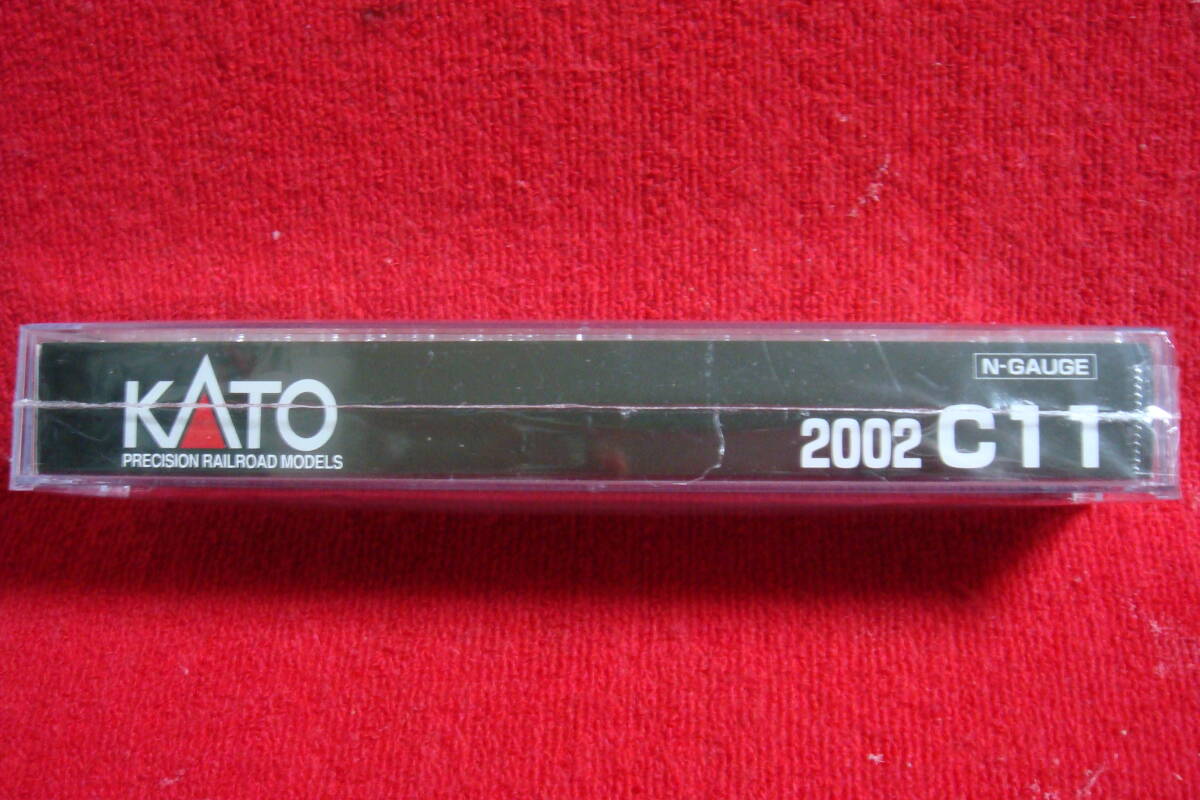 KATO
PRECISION RAILROAD MODELS
N-GAUGE
2002 C11